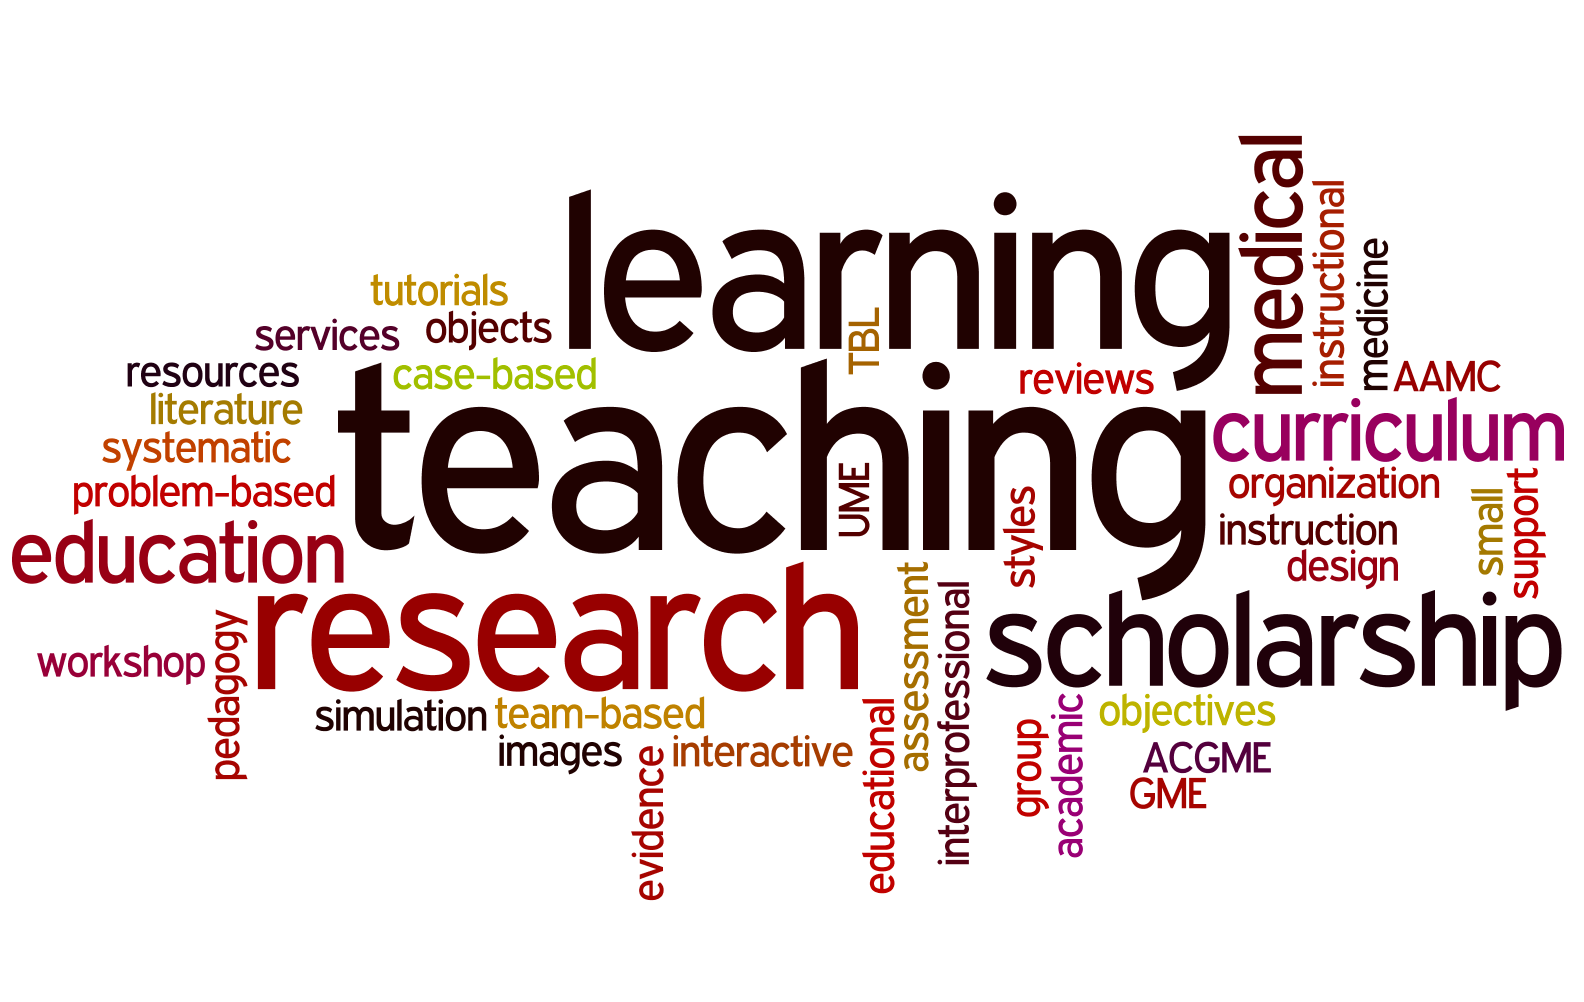 learning
medical
instructional
medicine
tutorials
objects
services
TBL
case-based
resources
reviews
AAMC
literature
teaching
curriculum
systematic
problem-based
UME
styles
organization
small
support
education
instruction
design
research
assessment
interprofessional
scholarship
workshop
pedagogy
simulation
team-based
images
evidence
interactive
educational
group
academic
objectives
ACGME
GME